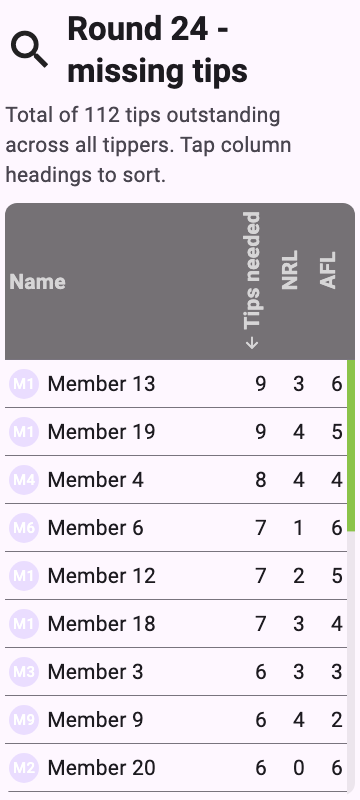 Round 24 -
missing tips
Total of 112 tips outstanding
across all tippers. Tap column
headings to sort.
Name ← Tips needed NRL AFL
M1 Member 13 9 3 6
M1 Member 19 9 4 5
M4 Member 4 8 4 4
M6 Member 6 7 1 6
M1 Member 12 7 2 5
M1 Member 18 7 3 4
M3 Member 3 6 3 3
M9 Member 9 6 4 2
M2 Member 20 6 0 6